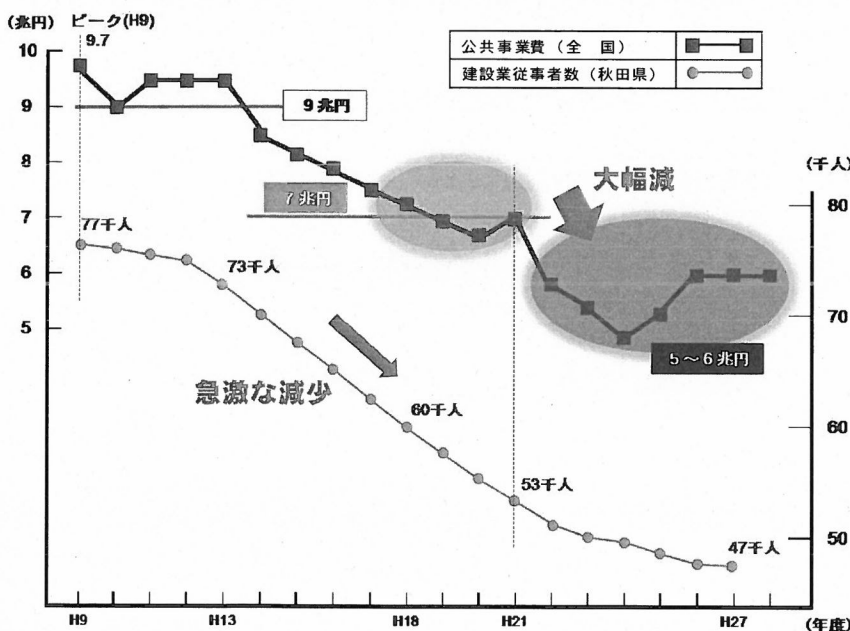 (兆円)
ピーク(H9)
9.7
公共事業費(全 国)
建設業従事者数(秋田県)
10
9
8
7
6
5
9兆円
7兆円
大幅減
(千人)
80
70
60
50
77千人
73千人
急激な減少
60千人
53千人
47千人
5~6兆円
H9
H13
H18
H21
H27
(年度)